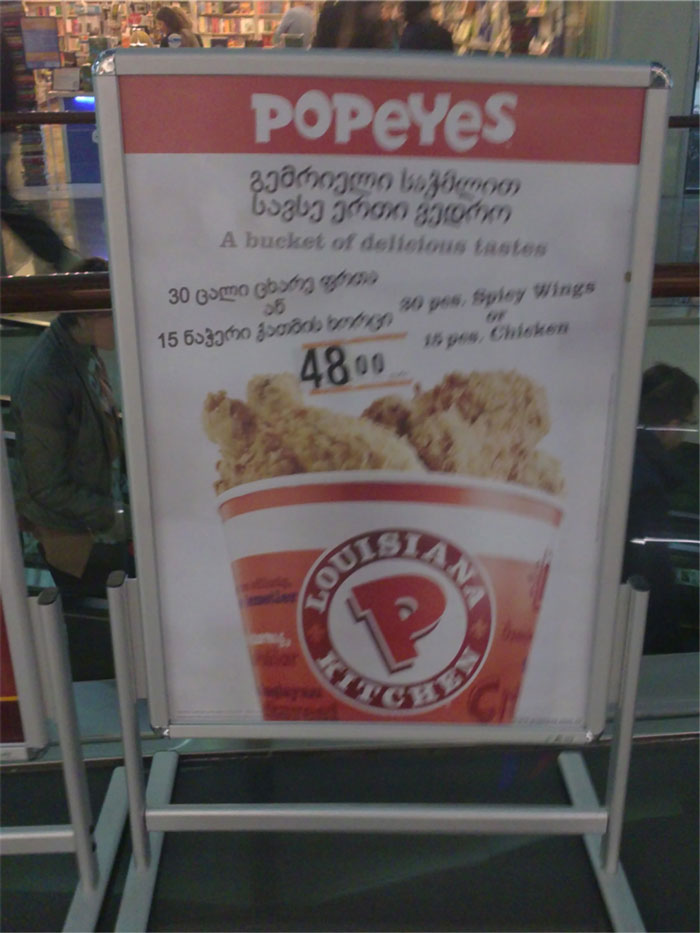 POPEYES
გემრიელი საჭმლით
სავსე ერთი ვედრო
A bucket of delicious tastes
30 ცალი ცხარე ფრთა
ან
15 ნაჭერი ქათმის ხორცი
30 pcs. Spicy Wings
or
15 pcs. Chicken
48.00
LOUISIANA
P
KITCHEN